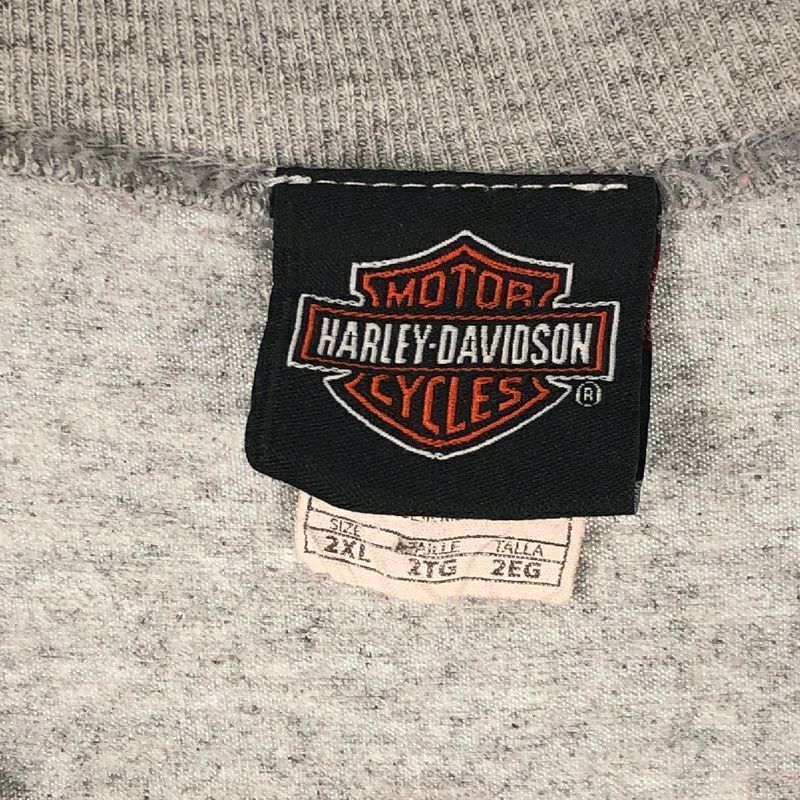 MOTOR
HARLEY-DAVIDSON
CYCLES
®
SIZE TAILLE TALLA
2XL 2TG 2EG